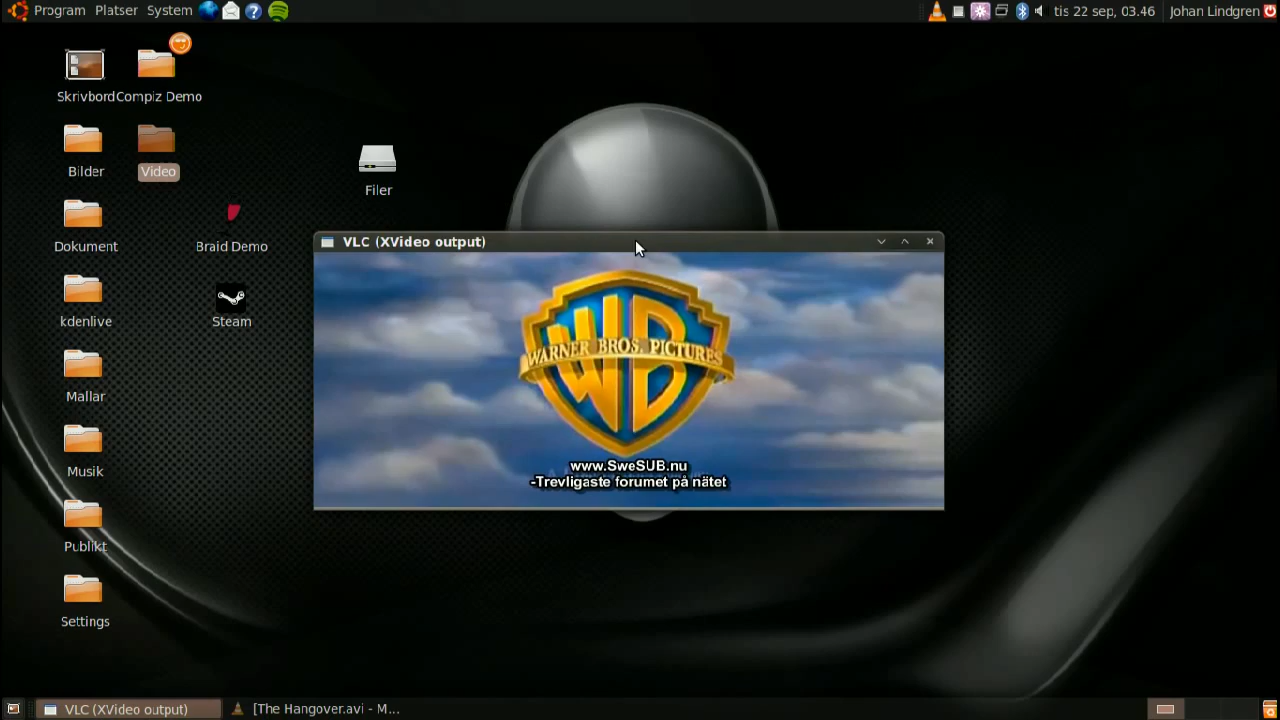 Program Platser System
tis 22 sep, 03.46 Johan Lindgren
Skrivbord Compiz Demo
Bilder Video
Filer
Dokument Braid Demo
VLC (XVideo output)
kdenlive Steam
WB
WARNER BROS. PICTURES
Mallar
Musik
www.SweSUB.nu
-Trevligaste forumet på nätet
Publikt
Settings
VLC (XVideo output) [The Hangover.avi - M...